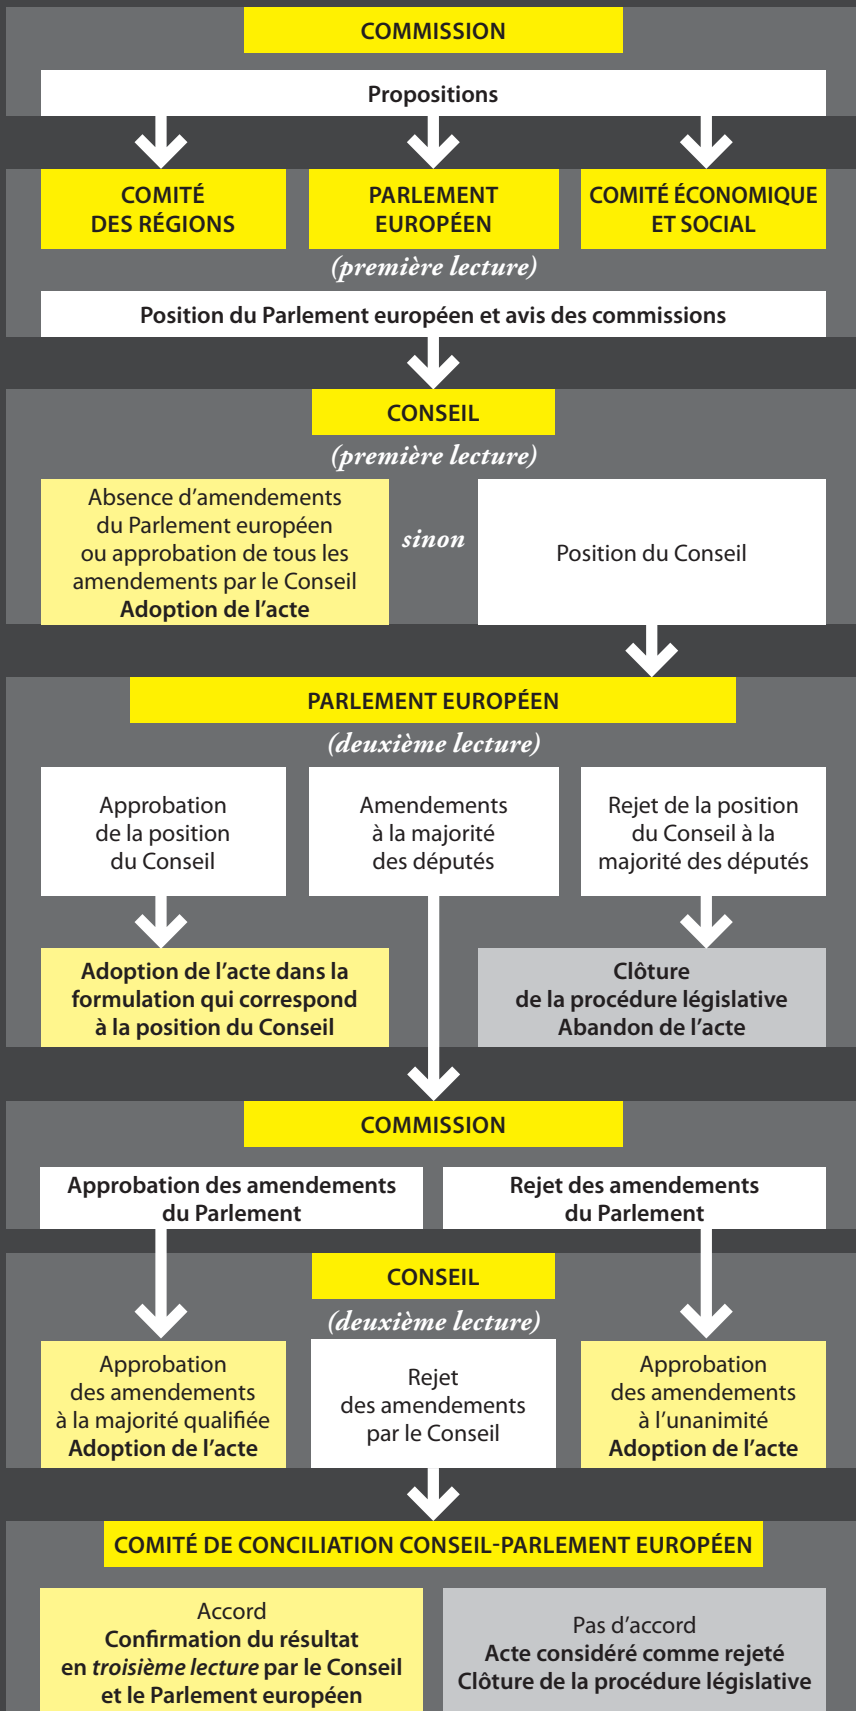 COMMISSION
Propositions
COMITÉ
DES RÉGIONS
PARLEMENT
EUROPÉEN
COMITÉ ÉCONOMIQUE
ET SOCIAL
(première lecture)
Position du Parlement européen et avis des commissions
CONSEIL
(première lecture)
Absence d’amendements
du Parlement européen
ou approbation de tous les
amendements par le Conseil
Adoption de l’acte
sinon
Position du Conseil
PARLEMENT EUROPÉEN
(deuxième lecture)
Approbation
de la position
du Conseil
Amendements
à la majorité
des députés
Rejet de la position
du Conseil à la
majorité des députés
Adoption de l’acte dans la
formulation qui correspond
à la position du Conseil
Clôture
de la procédure législative
Abandon de l’acte
COMMISSION
Approbation des amendements
du Parlement
Rejet des amendements
du Parlement
CONSEIL
(deuxième lecture)
Approbation
des amendements
à la majorité qualifiée
Adoption de l’acte
Rejet
des amendements
par le Conseil
Approbation
des amendements
à l’unanimité
Adoption de l’acte
COMITÉ DE CONCILIATION CONSEIL-PARLEMENT EUROPÉEN
Accord
Confirmation du résultat
en troisième lecture par le Conseil
et le Parlement européen
Pas d’accord
Acte considéré comme rejeté
Clôture de la procédure législative